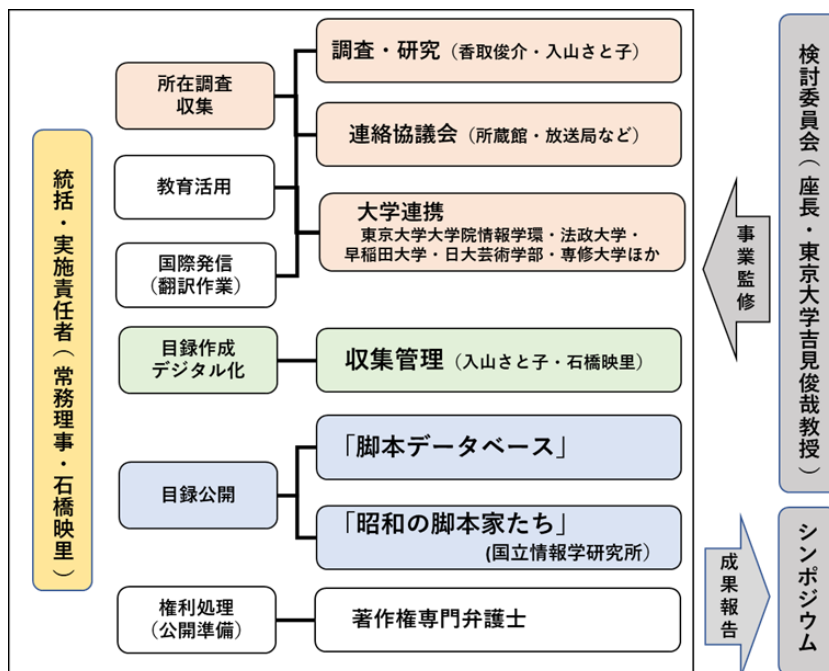 統括・実施責任者（常務理事・石橋映里）
所在調査
収集
教育活用
国際発信
（翻訳作業）
目録作成
デジタル化
目録公開
権利処理
（公開準備）
調査・研究（香取俊介・入山さと子）
連絡協議会（所蔵館・放送局など）
大学連携
東京大学大学院情報学環・法政大学・
早稲田大学・日大芸術学部・専修大学ほか
収集管理（入山さと子・石橋映里）
「脚本データベース」
「昭和の脚本家たち」
(国立情報学研究所）
著作権専門弁護士
事業監修
検討委員会（座長・東京大学吉見俊哉教授）
成果報告
シンポジウム